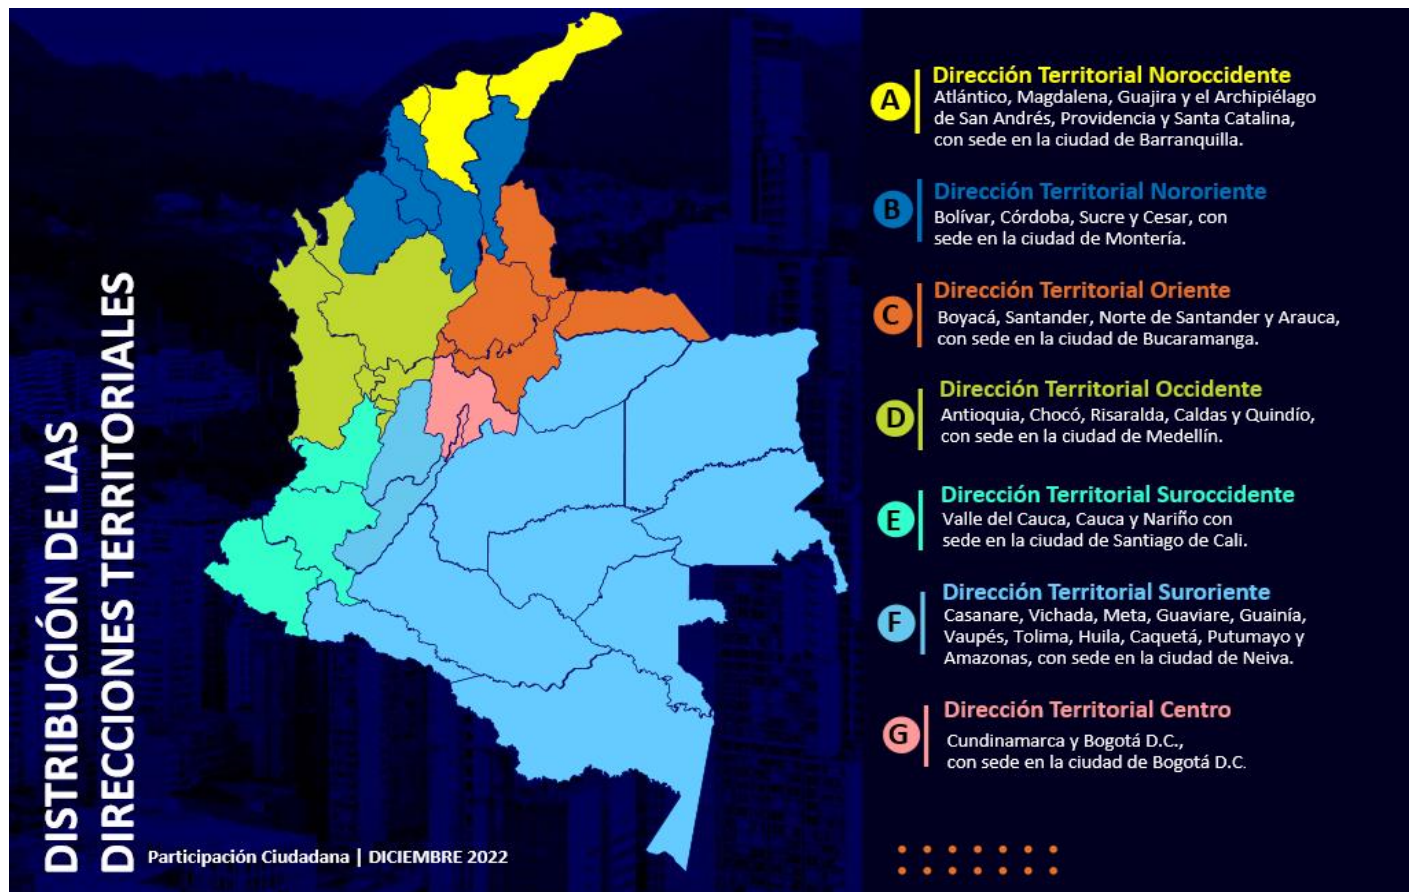 DISTRIBUCIÓN DE LAS
DIRECCIONES TERRITORIALES
Participación Ciudadana | DICIEMBRE 2022
A
Dirección Territorial Noroccidente
Atlántico, Magdalena, Guajira y el Archipiélago
de San Andrés, Providencia y Santa Catalina,
con sede en la ciudad de Barranquilla.
B
Dirección Territorial Nororiente
Bolívar, Córdoba, Sucre y Cesar, con
sede en la ciudad de Montería.
C
Dirección Territorial Oriente
Boyacá, Santander, Norte de Santander y Arauca,
con sede en la ciudad de Bucaramanga.
D
Dirección Territorial Occidente
Antioquia, Chocó, Risaralda, Caldas y Quindío,
con sede en la ciudad de Medellín.
E
Dirección Territorial Suroccidente
Valle del Cauca, Cauca y Nariño con
sede en la ciudad de Santiago de Cali.
F
Dirección Territorial Suroriente
Casanare, Vichada, Meta, Guaviare, Guainía,
Vaupés, Tolima, Huila, Caquetá, Putumayo y
Amazonas, con sede en la ciudad de Neiva.
G
Dirección Territorial Centro
Cundinamarca y Bogotá D.C.,
con sede en la ciudad de Bogotá D.C.